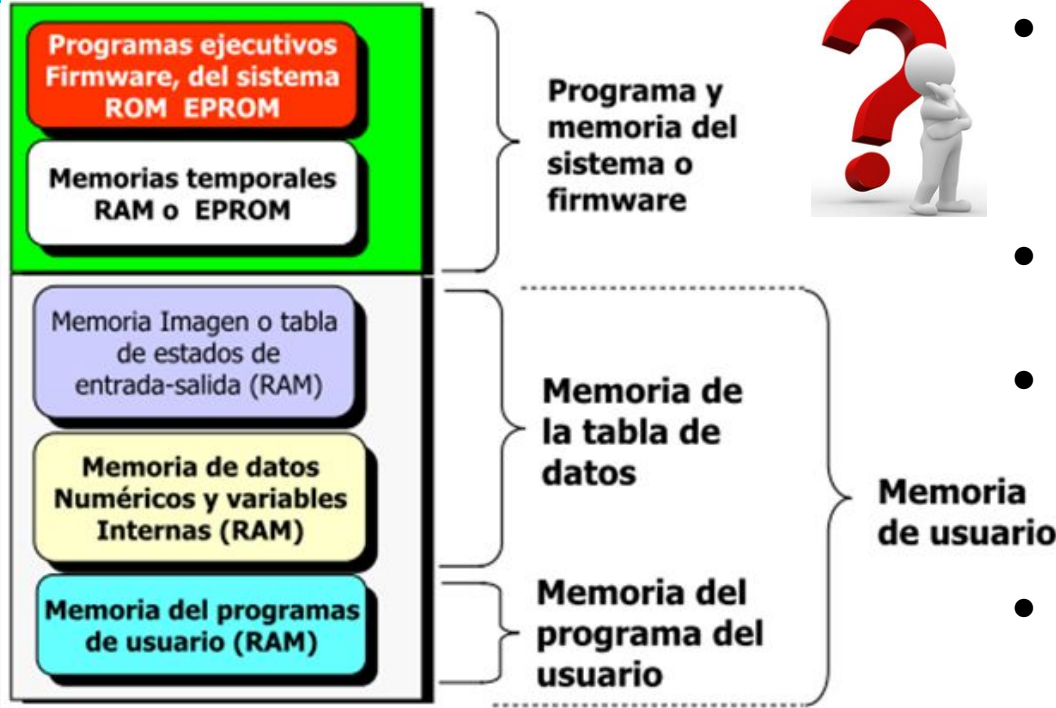 Programas ejecutivos
Firmware, del sistema
ROM EPROM
Memorias temporales
RAM o EPROM
Programa y
memoria del
sistema o
firmware
Memoria Imagen o tabla
de estados de
entrada-salida (RAM)
Memoria de datos
Numéricos y variables
Internas (RAM)
Memoria de
la tabla de
datos
Memoria del programas
de usuario (RAM)
Memoria del
programa del
usuario
Memoria
de usuario